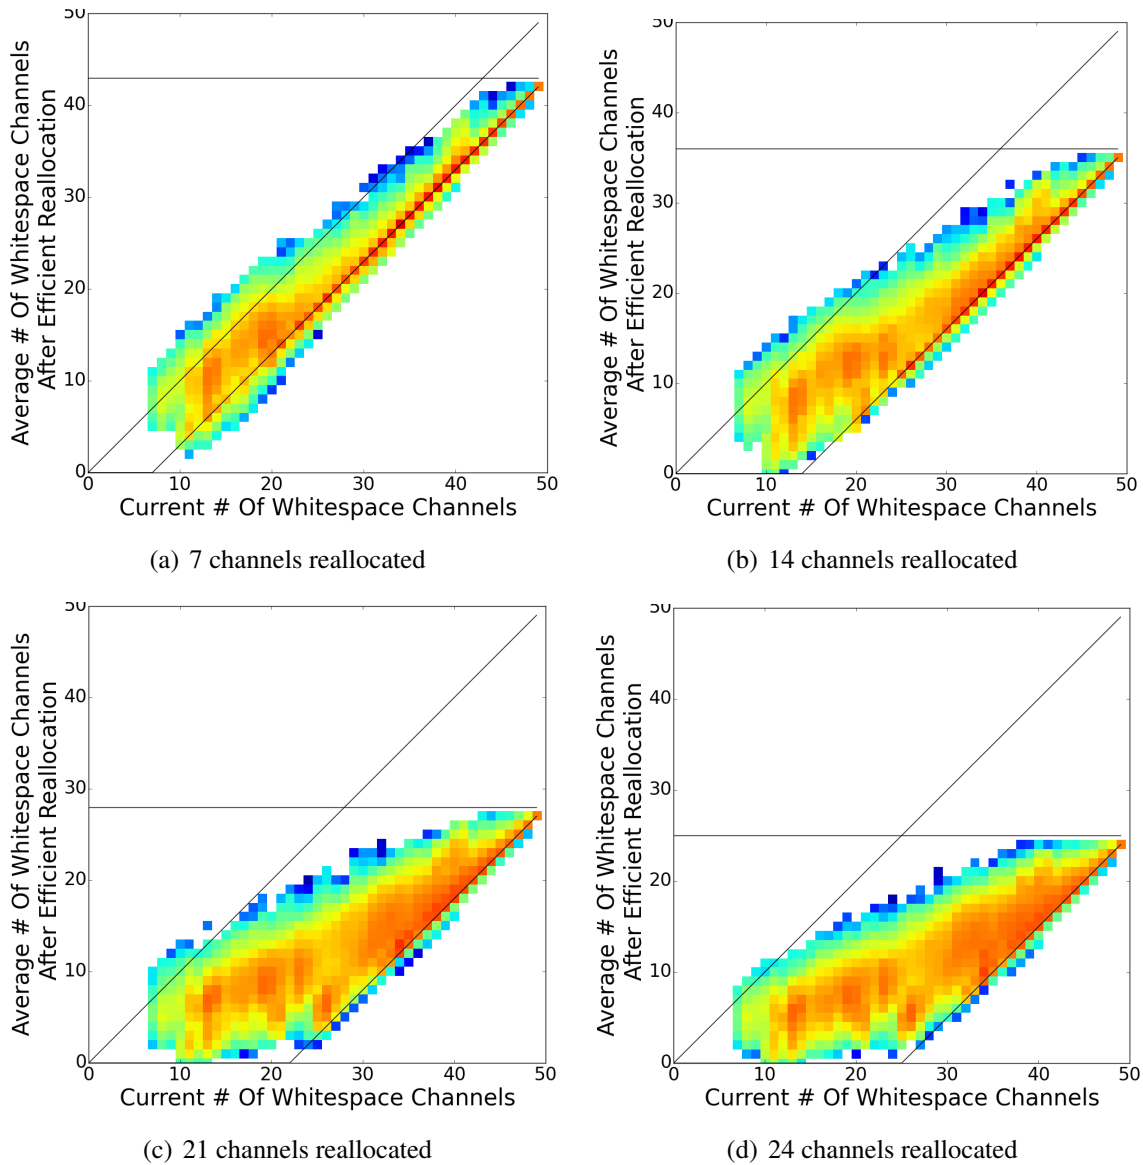 50
40
30
20
10
0
0 10 20 30 40 50
Average # Of Whitespace Channels
After Efficient Reallocation
Current # Of Whitespace Channels
(a) 7 channels reallocated
50
40
30
20
10
0
0 10 20 30 40 50
Average # Of Whitespace Channels
After Efficient Reallocation
Current # Of Whitespace Channels
(b) 14 channels reallocated
50
40
30
20
10
0
0 10 20 30 40 50
Average # Of Whitespace Channels
After Efficient Reallocation
Current # Of Whitespace Channels
(c) 21 channels reallocated
50
40
30
20
10
0
0 10 20 30 40 50
Average # Of Whitespace Channels
After Efficient Reallocation
Current # Of Whitespace Channels
(d) 24 channels reallocated